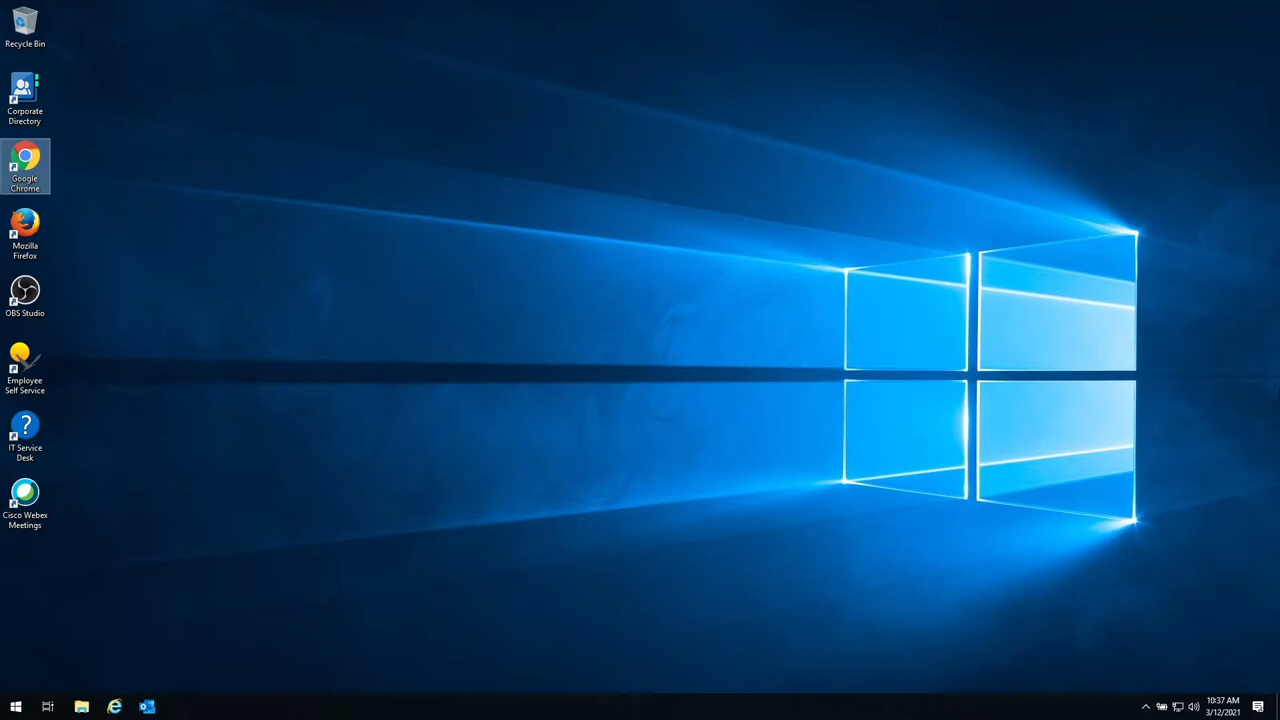 Recycle Bin
Corporate
Directory
Google
Chrome
Mozilla
Firefox
OBS Studio
Employee
Self Service
?
IT Service
Desk
Cisco Webex
Meetings
10:37 AM
3/12/2021